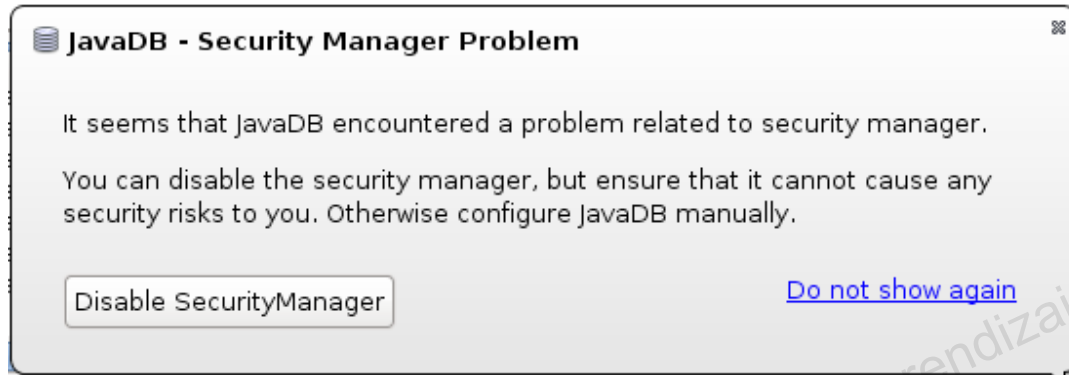 JavaDB - Security Manager Problem
It seems that JavaDB encountered a problem related to security manager.
You can disable the security manager, but ensure that it cannot cause any
security risks to you. Otherwise configure JavaDB manually.
Disable SecurityManager
Do not show again